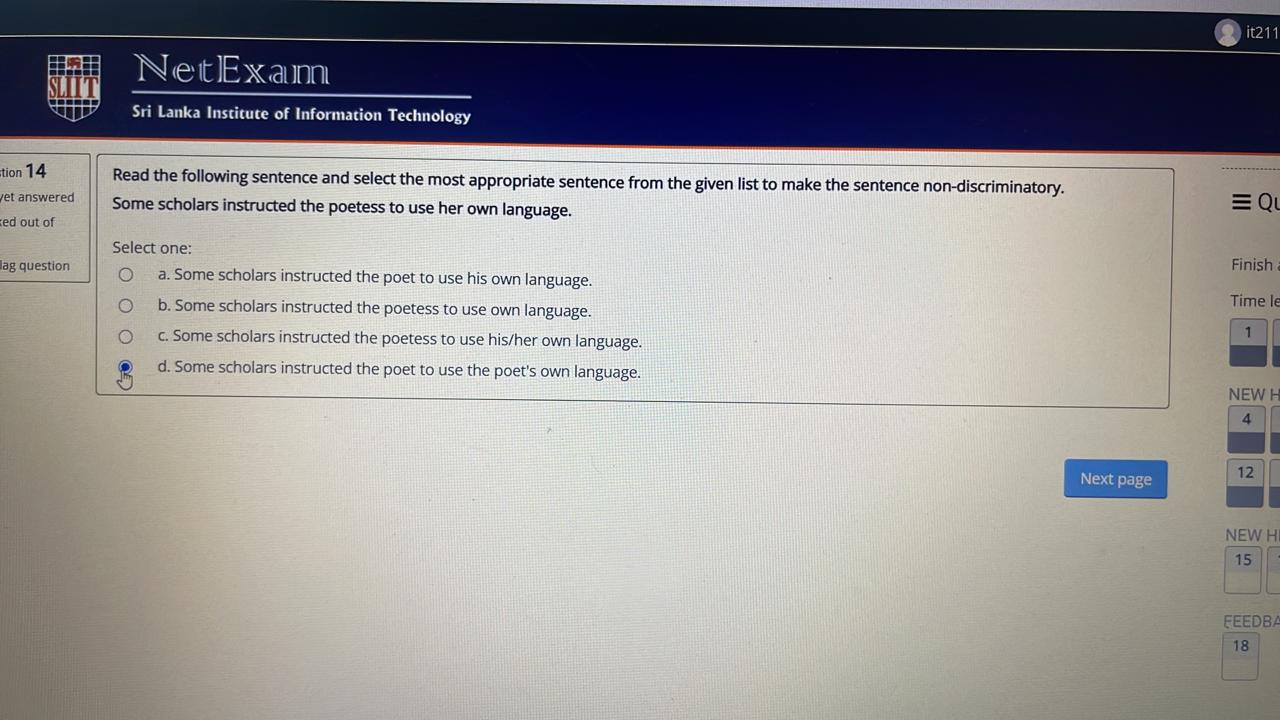 it211
SLIIT
NetExam
Sri Lanka Institute of Information Technology
tion 14
yet answered
ked out of
lag question
Read the following sentence and select the most appropriate sentence from the given list to make the sentence non-discriminatory.
Some scholars instructed the poetess to use her own language.
Select one:
a. Some scholars instructed the poet to use his own language.
b. Some scholars instructed the poetess to use own language.
c. Some scholars instructed the poetess to use his/her own language.
d. Some scholars instructed the poet to use the poet's own language.
Next page
Qu
Finish
Time le
1
NEW H
4
12
NEW H
15
FEEDBA
18